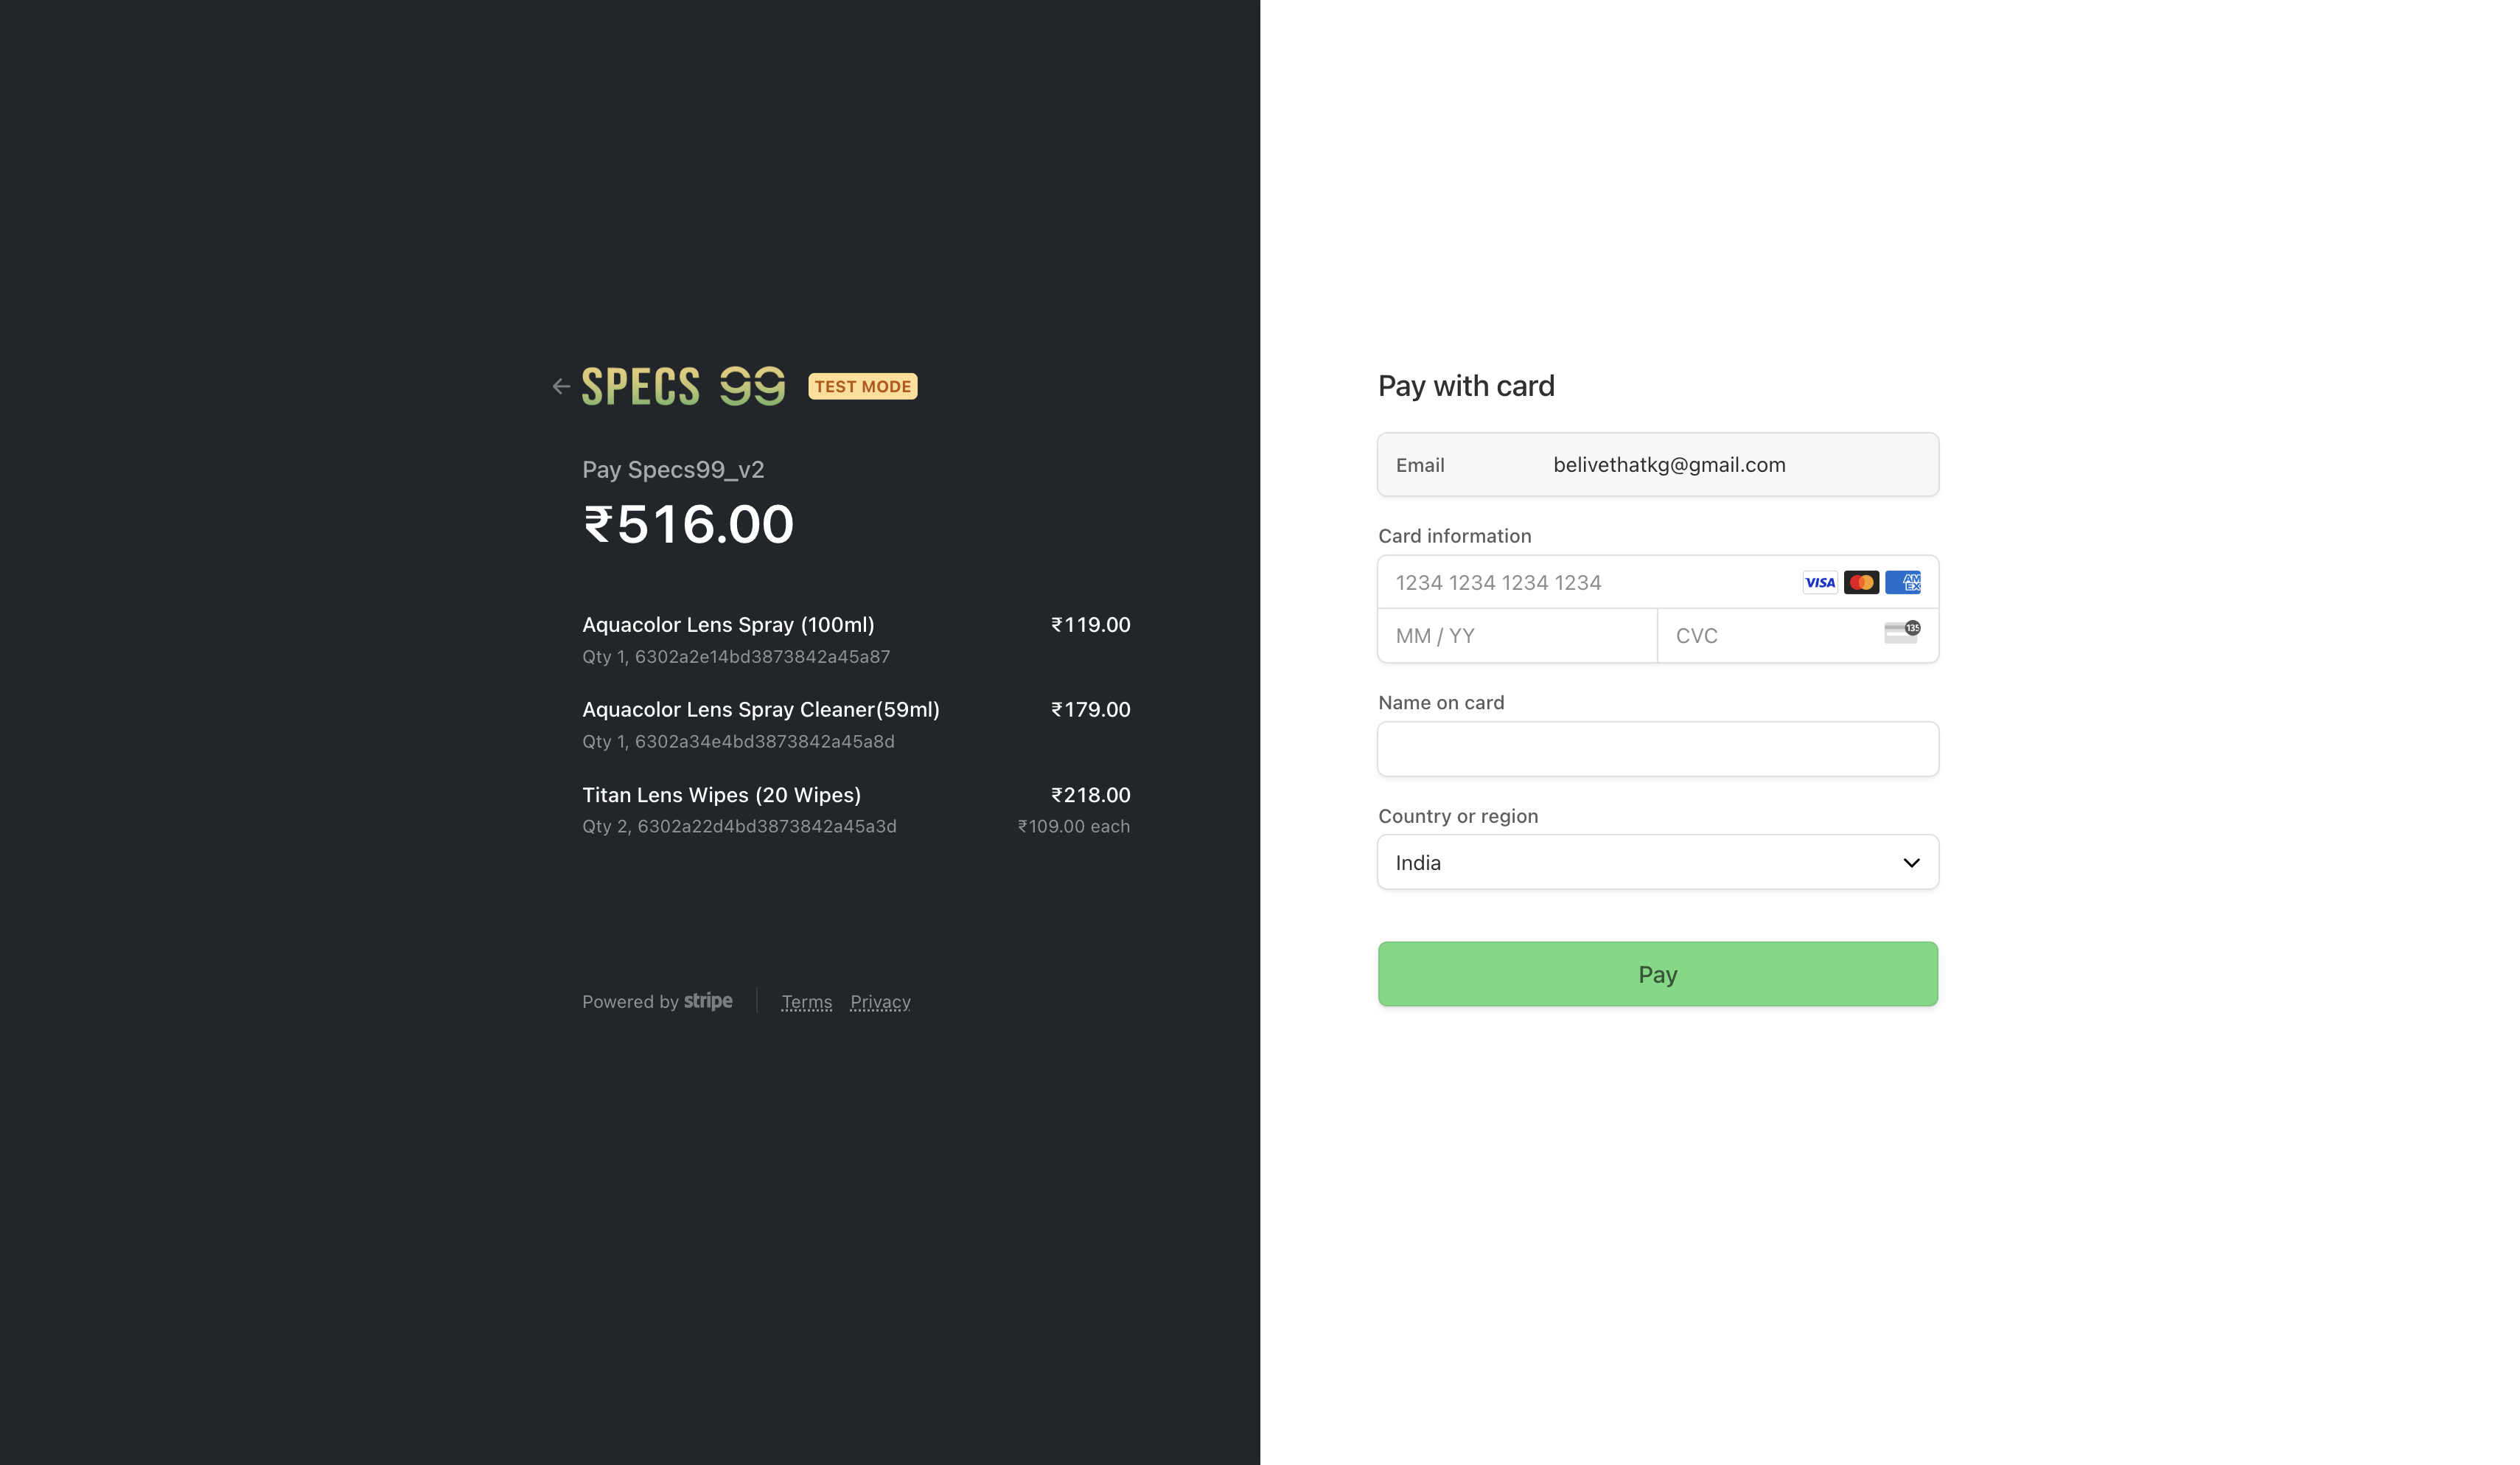 SPECS 99 TEST MODE
Pay Specs99_v2
₹516.00
Aquacolor Lens Spray (100ml) ₹119.00
Qty 1, 6302a2e14bd3873842a45a87
Aquacolor Lens Spray Cleaner(59ml) ₹179.00
Qty 1, 6302a34e4bd3873842a45a8d
Titan Lens Wipes (20 Wipes) ₹218.00
Qty 2, 6302a22d4bd3873842a45a3d ₹109.00 each
Powered by stripe Terms Privacy
Pay with card
Email belivethatkg@gmail.com
Card information
1234 1234 1234 1234 VISA AMEX
MM / YY CVC 135
Name on card
Country or region
India
Pay